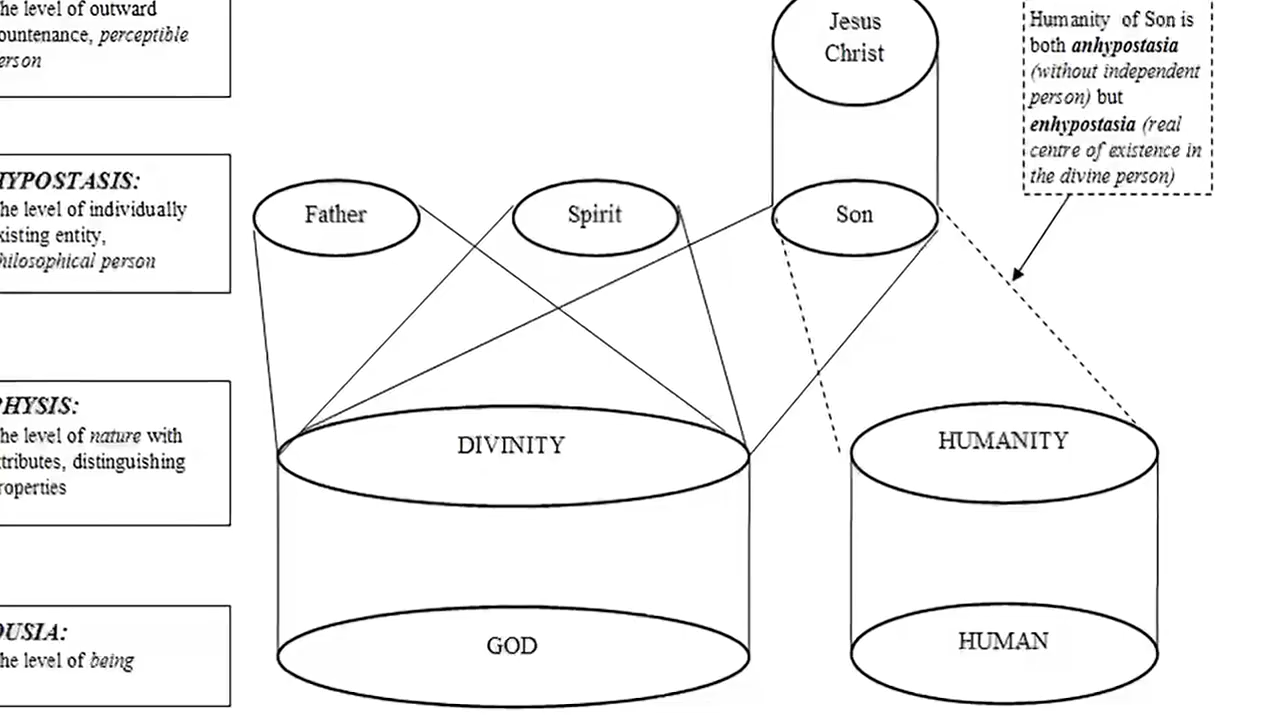 he level of outward
ountenance, perceptible
erson
Jesus
Christ
Humanity of Son is
both anhypostasia
(without independent
person) but
enhypostasia (real
centre of existence in
the divine person)
YPOSTASIS:
he level of individually
xisting entity,
hilosophical person
Father
Spirit
Son
HYSIS:
he level of nature with
tributes, distinguishing
roperties
DIVINITY
HUMANITY
OUSIA:
he level of being
GOD
HUMAN